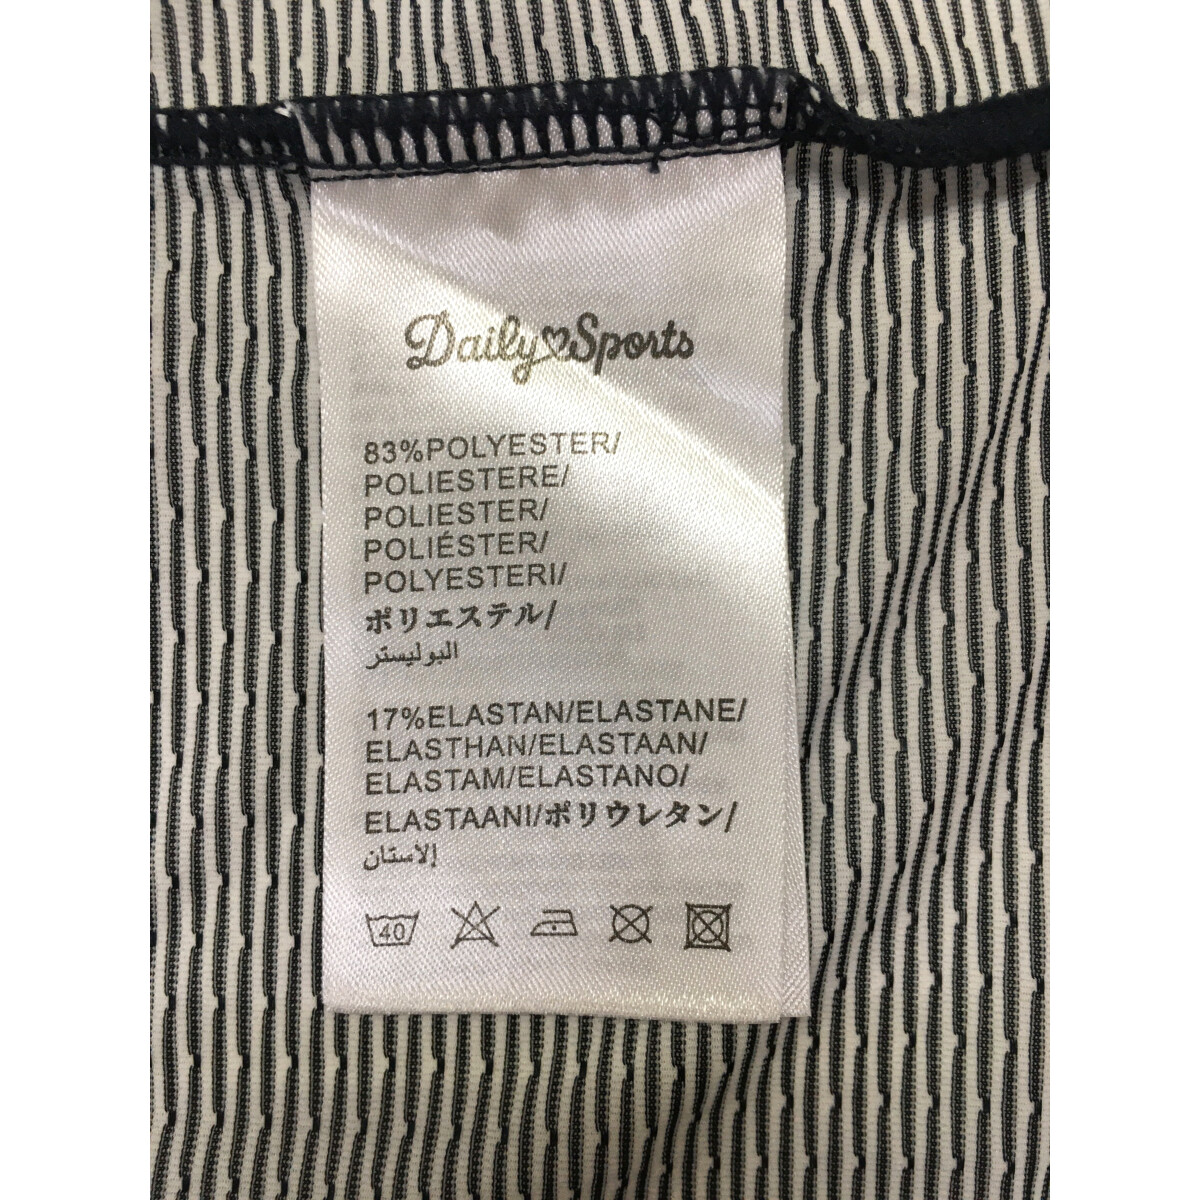 Daily Sports
83%POLYESTER/
POLIESTERE/
POLIESTER/
POLIÉSTER/
POLYESTERI/
ポリエステル/
البوليستر
17%ELASTAN/ELASTANE/
ELASTHAN/ELASTAAN/
ELASTAM/ELASTANO/
ELASTAANI/ポリウレタン/
إلاستان
40